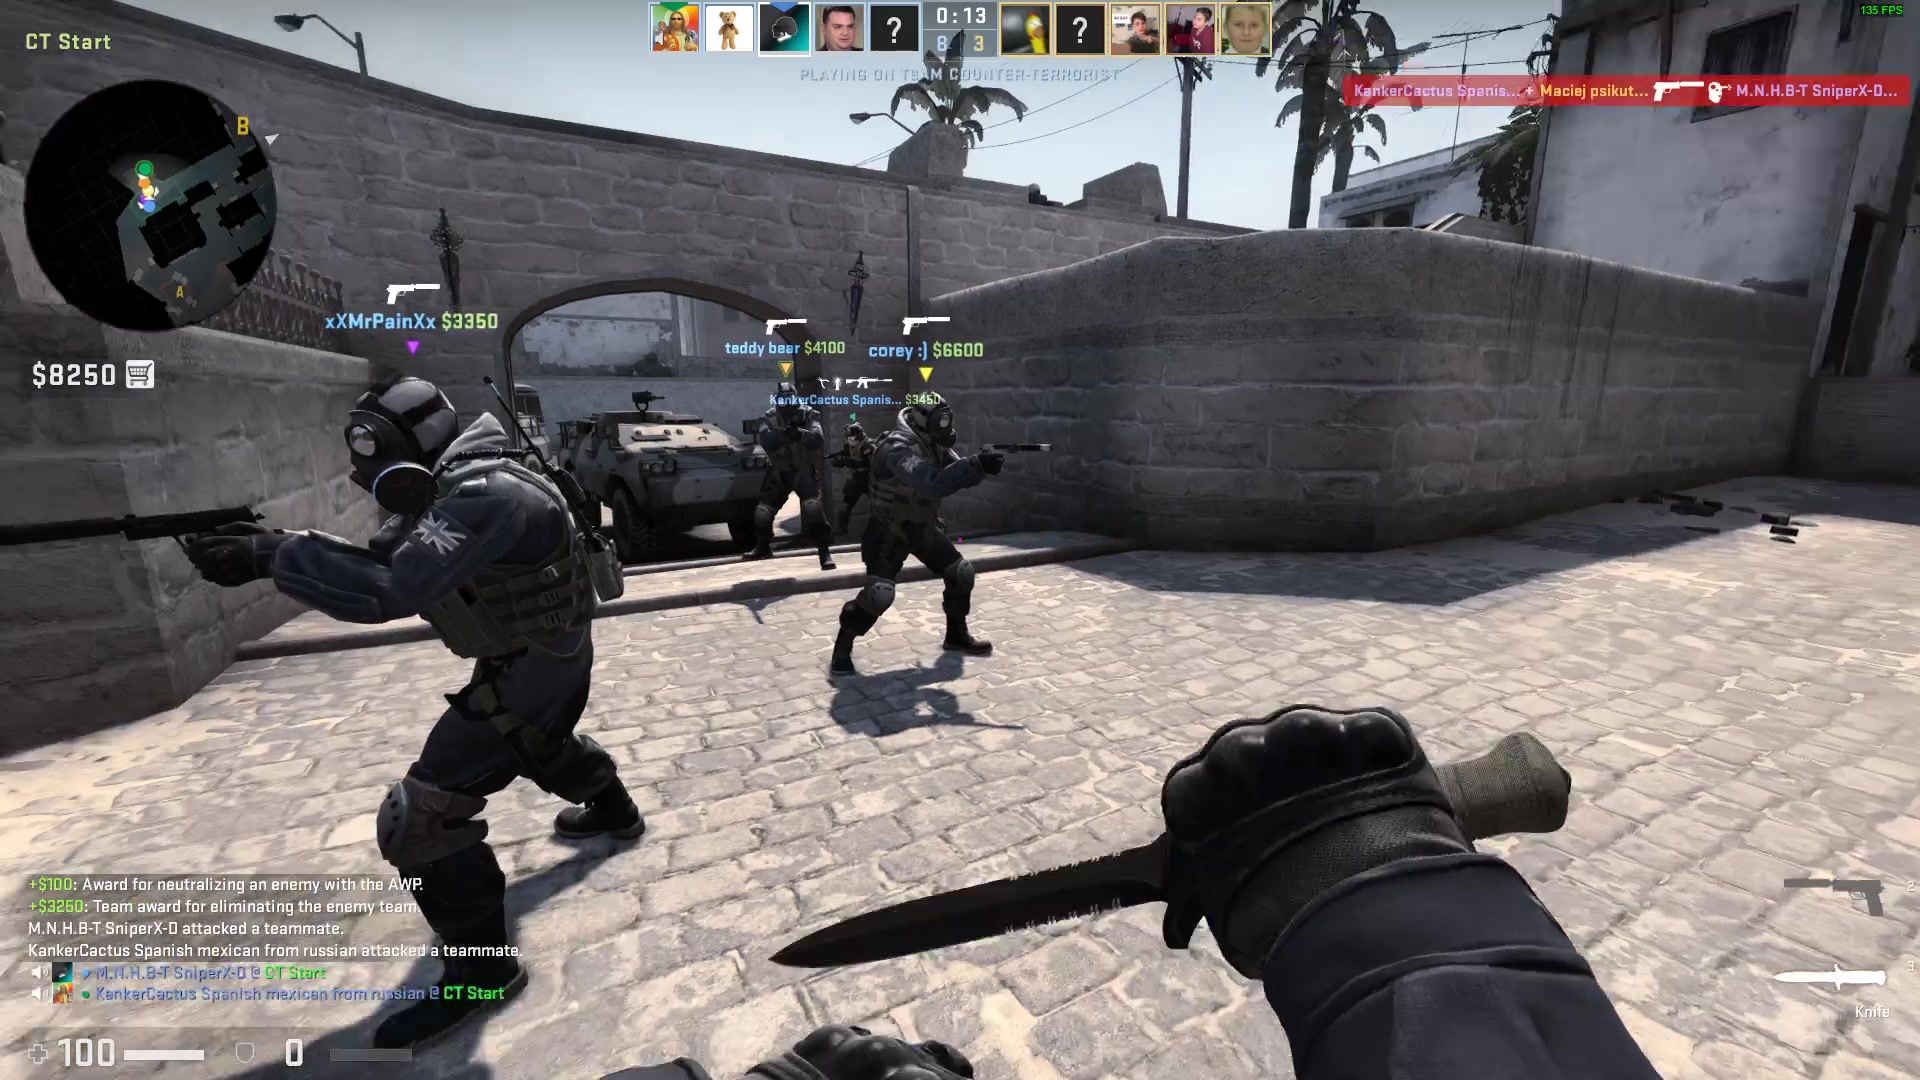 135 FPS
CT Start
? 0:13 ?
8 3
PLAYING ON TEAM COUNTER-TERRORIST
KankerCactus Spanis... + Maciej psikut... M.N.H.B-T SniperX-D...
B
A
xXMrPainXx $3350
teddy bear $4100
corey :) $6600
$8250
KankerCactus Spanis... $3450
+$100: Award for neutralizing an enemy with the AWP.
+$3250: Team award for eliminating the enemy team.
M.N.H.B-T SniperX-D attacked a teammate.
KankerCactus Spanish mexican from russian attacked a teammate.
M.N.H.B-T SniperX-D @ CT Start
KankerCactus Spanish mexican from russian @ CT Start
2
3
Knife
100 0